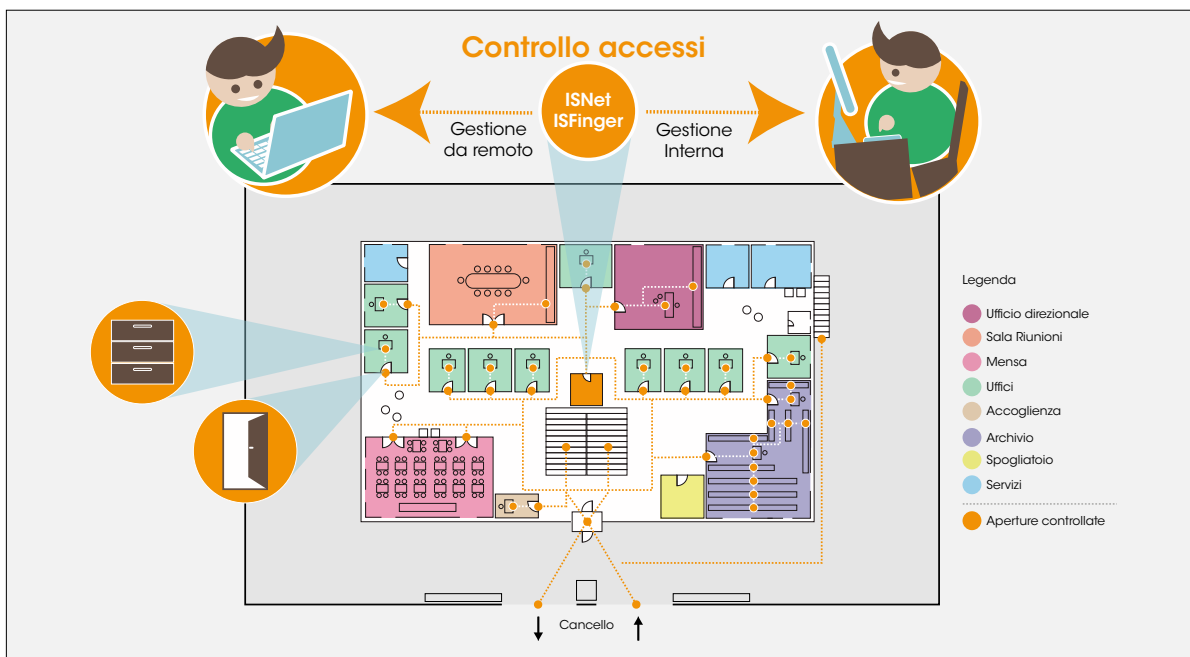 Controllo accessi
ISNet
ISFinger
Gestione
da remoto
Gestione
Interna
Legenda
Ufficio direzionale
Sala Riunioni
Mensa
Uffici
Accoglienza
Archivio
Spogliatoio
Servizi
Aperture controllate
Cancello